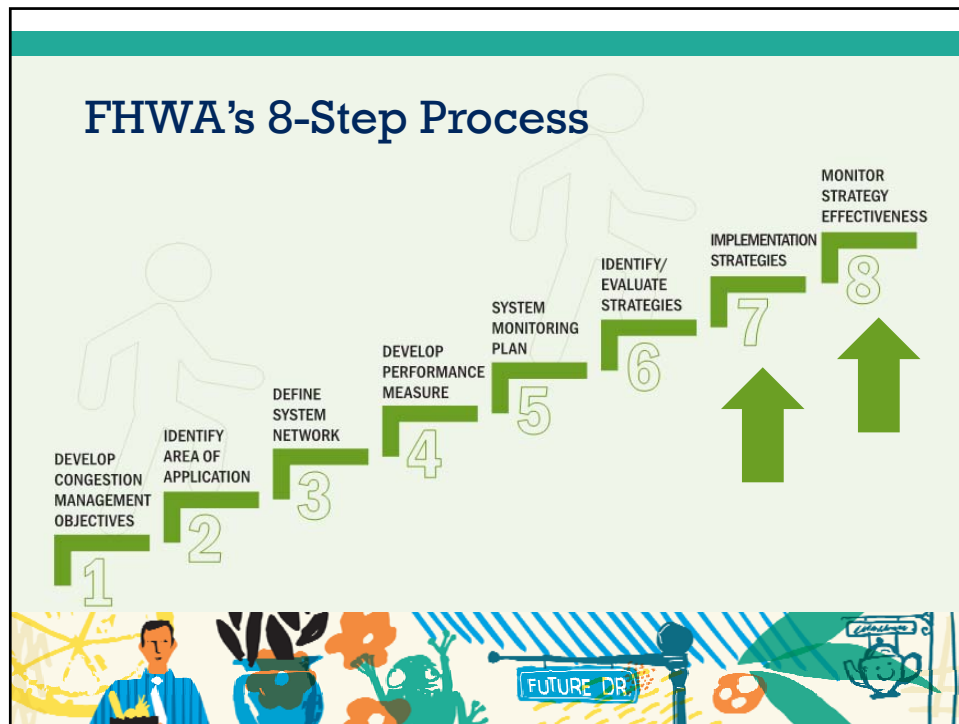 FHWA's 8-Step Process
DEVELOP
CONGESTION
MANAGEMENT
OBJECTIVES
1
IDENTIFY
AREA OF
APPLICATION
2
DEFINE
SYSTEM
NETWORK
3
DEVELOP
PERFORMANCE
MEASURE
4
SYSTEM
MONITORING
PLAN
5
IDENTIFY/
EVALUATE
STRATEGIES
6
IMPLEMENTATION
STRATEGIES
7
MONITOR
STRATEGY
EFFECTIVENESS
8
FUTURE DR.